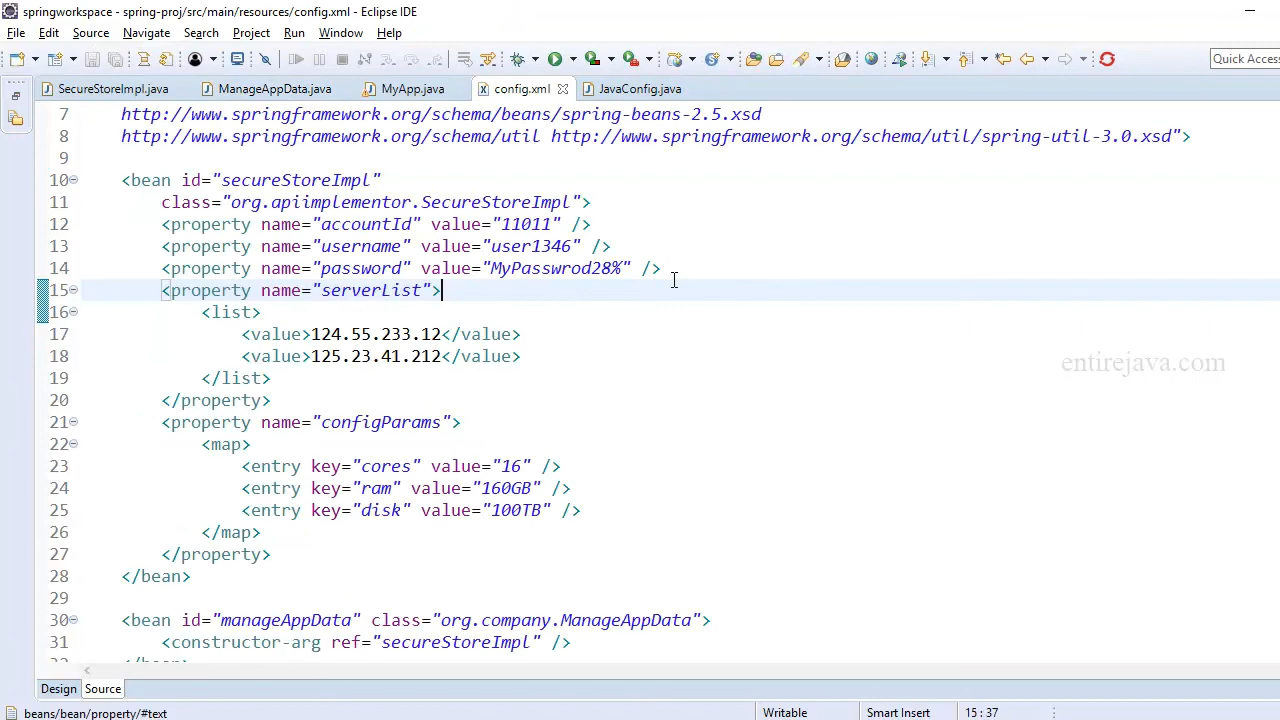 springworkspace - spring-proj/src/main/resources/config.xml - Eclipse IDE
File Edit Source Navigate Search Project Run Window Help
Quick Access
SecureStoreImpl.java ManageAppData.java MyApp.java config.xml JavaConfig.java
7 http://www.springframework.org/schema/beans/spring-beans-2.5.xsd
8 http://www.springframework.org/schema/util http://www.springframework.org/schema/util/spring-util-3.0.xsd">
9
10 <bean id="secureStoreImpl"
11 class="org.apiimplementor.SecureStoreImpl">
12 <property name="accountId" value="11011" />
13 <property name="username" value="user1346" />
14 <property name="password" value="MyPasswrod28%" />
15 <property name="serverList">
16 <list>
17 <value>124.55.233.12</value>
18 <value>125.23.41.212</value>
19 </list>
20 </property>
21 <property name="configParams">
22 <map>
23 <entry key="cores" value="16" />
24 <entry key="ram" value="160GB" />
25 <entry key="disk" value="100TB" />
26 </map>
27 </property>
28 </bean>
29
30 <bean id="manageAppData" class="org.company.ManageAppData">
31 <constructor-arg ref="secureStoreImpl" />
32 </bean>
entirejava.com
Design Source
beans/bean/property/#text Writable Smart Insert 15 : 37